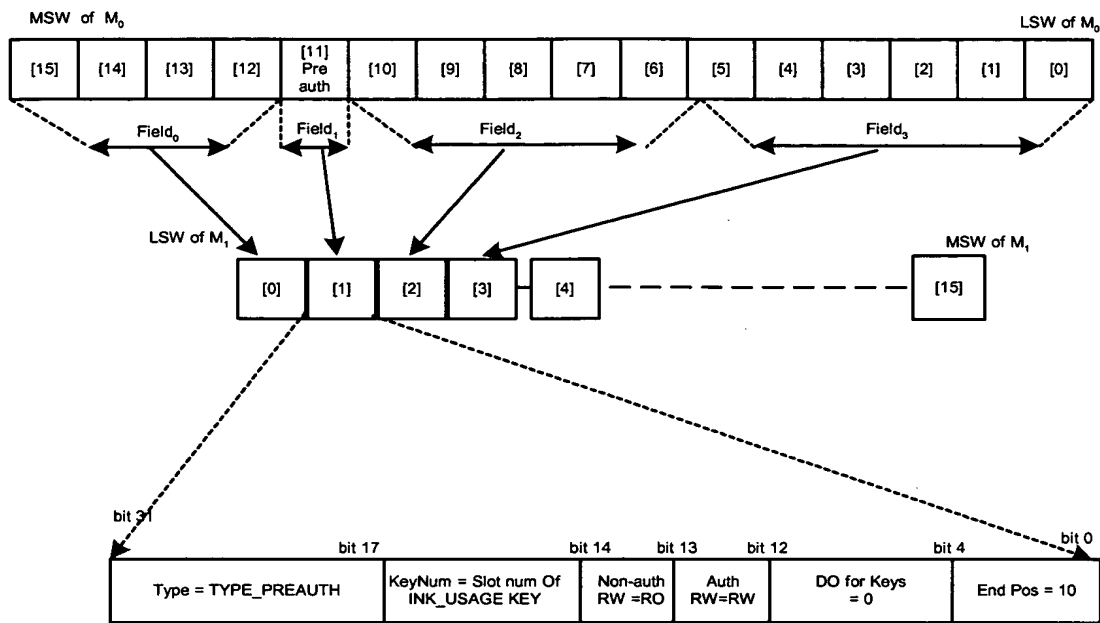 MSW of M0
LSW of M0
[15] [14] [13] [12] [11] Pre auth [10] [9] [8] [7] [6] [5] [4] [3] [2] [1] [0]
Field0 Field1 Field2 Field3
LSW of M1
MSW of M1
[0] [1] [2] [3] [4] [15]
bit 31 bit 17 bit 14 bit 13 bit 12 bit 4 bit 0
Type = TYPE_PREAUTH
KeyNum = Slot num Of
INK_USAGE KEY
Non-auth
RW =RO
Auth
RW=RW
DO for Keys
= 0
End Pos = 10